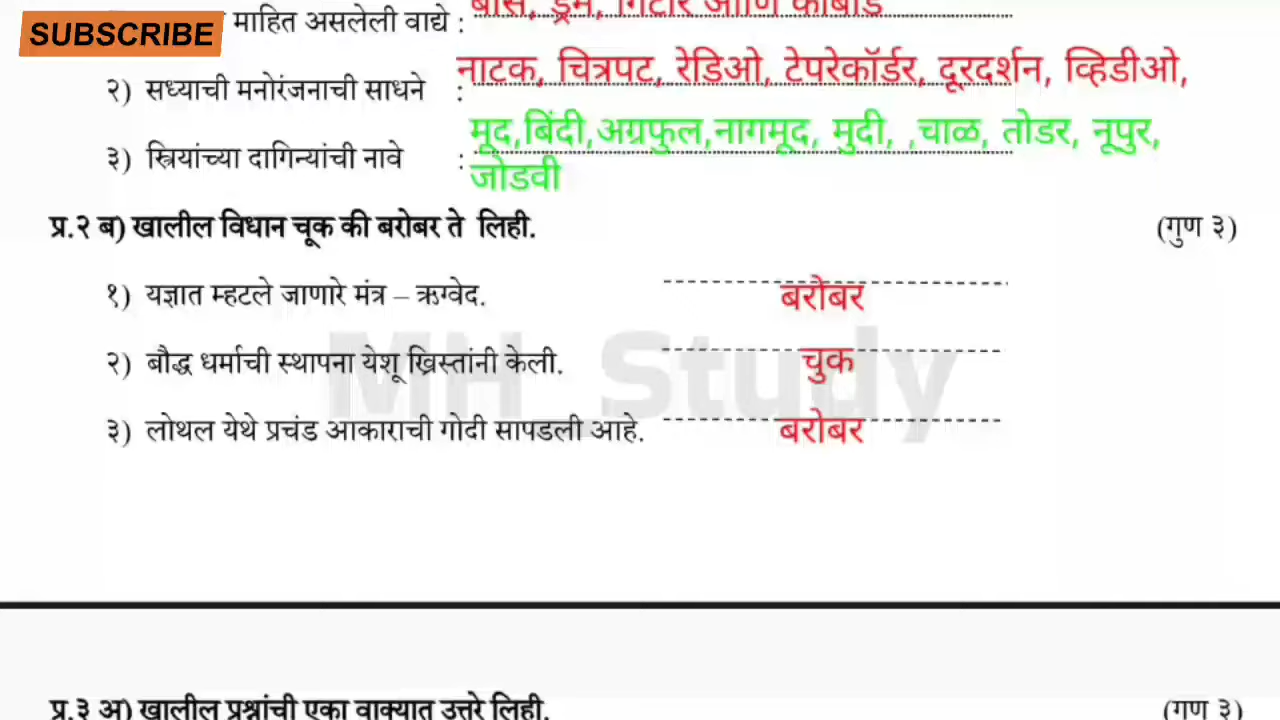 SUBSCRIBE
माहित असलेली वाद्ये :
२) सध्याची मनोरंजनाची साधने : नाटक, चित्रपट, रेडिओ, टेपरेकॉर्डर, दूरदर्शन, व्हिडीओ,
३) स्त्रियांच्या दागिन्यांची नावे : मूद,बिंदी,अग्रफुल,नागमूद, मुदी, ,चाळ, तोडर, नूपुर,
जोडवी
प्र.२ ब) खालील विधान चूक की बरोबर ते लिही. (गुण ३)
१) यज्ञात म्हटले जाणारे मंत्र – ऋग्वेद. बरोबर
२) बौद्ध धर्माची स्थापना येशू ख्रिस्तांनी केली. चुक
३) लोथल येथे प्रचंड आकाराची गोदी सापडली आहे. बरोबर
MH_Study
प्र.३ अ) खालील प्रश्नांची एका वाक्यात उत्तरे लिही. (गुण ३)